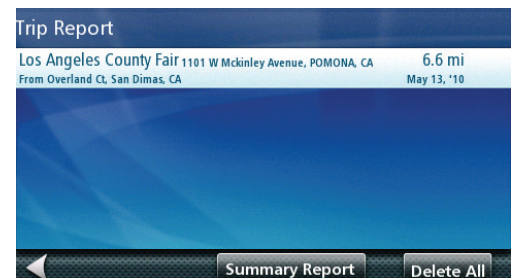 Trip Report
Los Angeles County Fair 1101 W Mckinley Avenue, POMONA, CA 6.6 mi
From Overland Ct, San Dimas, CA May 13, '10
Summary Report Delete All